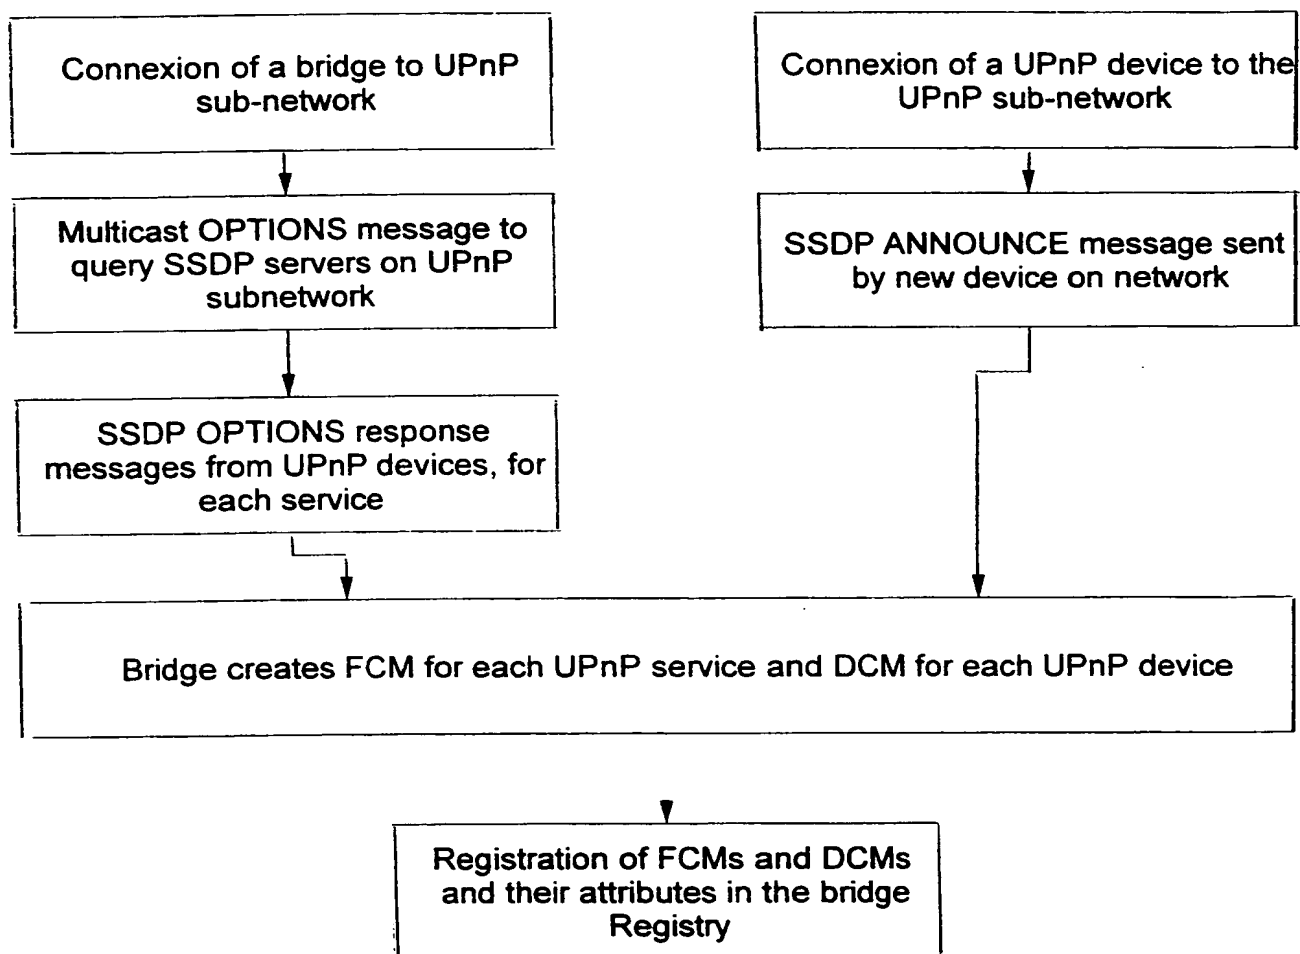 Connexion of a bridge to UPnP
sub-network
Connexion of a UPnP device to the
UPnP sub-network
Multicast OPTIONS message to
query SSDP servers on UPnP
subnetwork
SSDP ANNOUNCE message sent
by new device on network
SSDP OPTIONS response
messages from UPnP devices, for
each service
Bridge creates FCM for each UPnP service and DCM for each UPnP device
Registration of FCMs and DCMs
and their attributes in the bridge
Registry